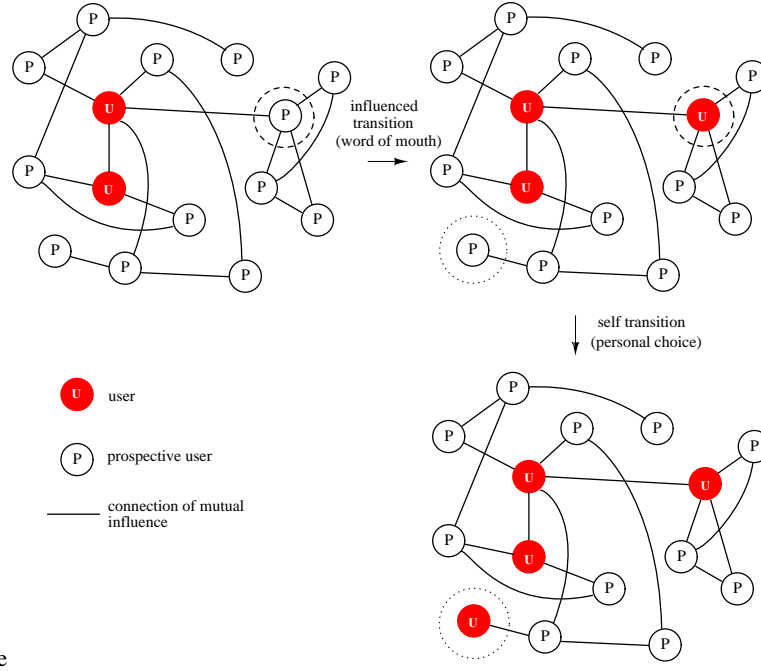 P
P
P
P
P
U
P
P
U
P
P
P
P
P
P
influenced
transition
(word of mouth)
P
P
P
P
P
U
U
P
U
P
P
P
P
P
P
self transition
(personal choice)
P
P
P
P
P
U
U
P
U
P
P
P
U
P
P
U
user
P
prospective user
connection of mutual
influence
e